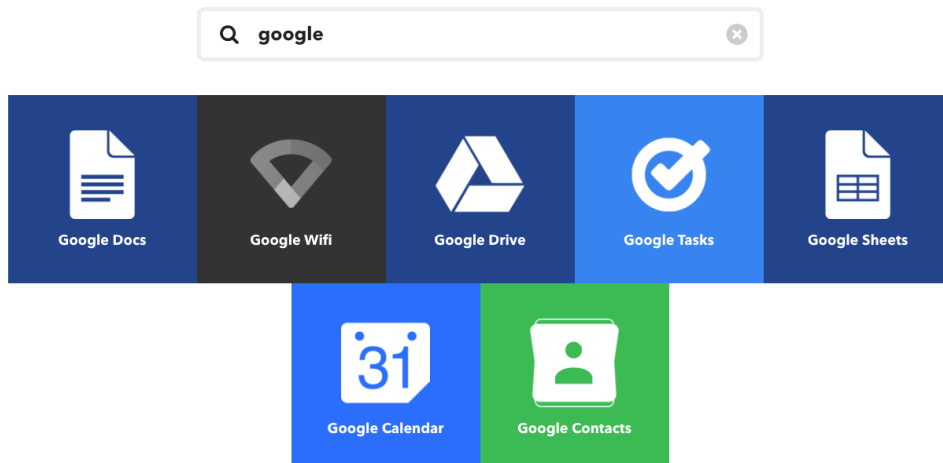 google
Google Docs
Google Wifi
Google Drive
Google Tasks
Google Sheets
31
Google Calendar
Google Contacts